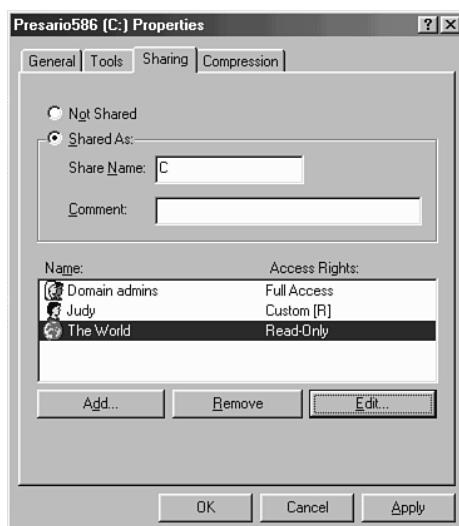 Presario586 (C:) Properties
General Tools Sharing Compression
Not Shared
Shared As:
Share Name: C
Comment:
Name: Access Rights:
Domain admins Full Access
Judy Custom [R]
The World Read-Only
Add... Remove Edit...
OK Cancel Apply